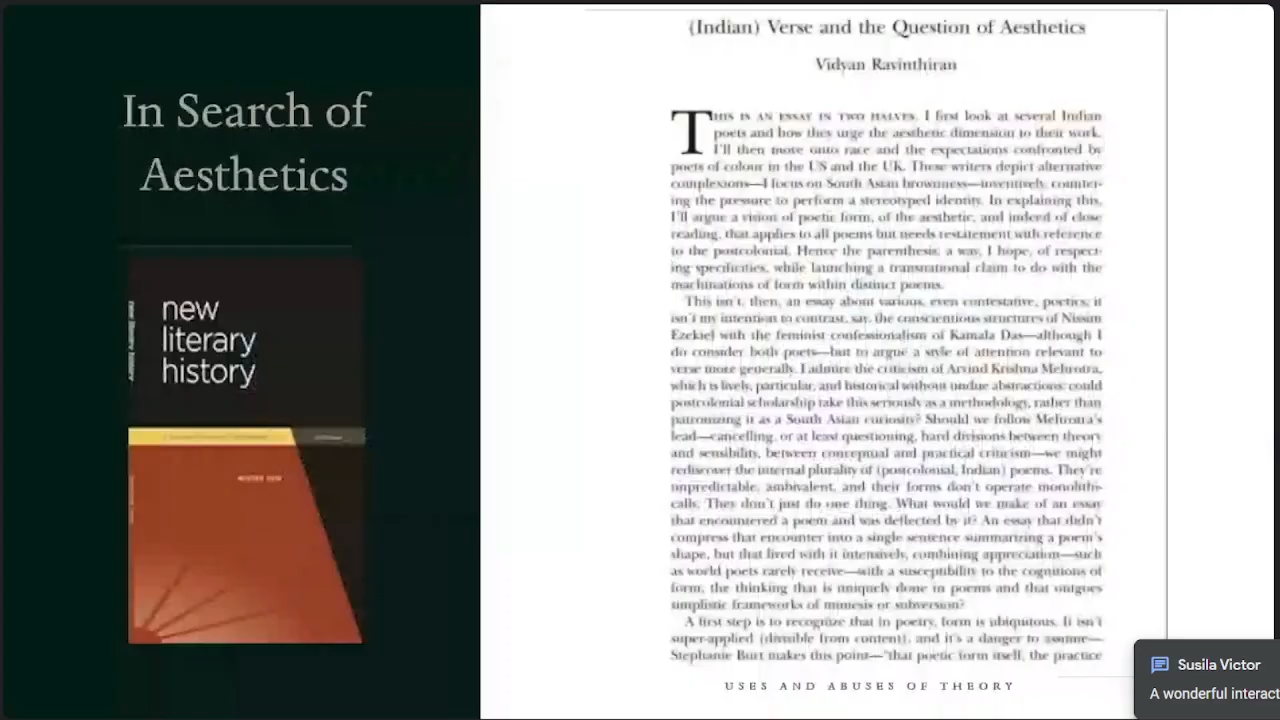 In Search of
Aesthetics
new
literary
history
(Indian) Verse and the Question of Aesthetics
Vidyan Ravinthiran
THIS IS AN ESSAY IN TWO HALVES. I first look at several Indian
poets and how they urge the aesthetic dimension to their work.
I'll then move onto race and the expectations confronted by
poets of colour in the US and the UK. These writers depict alternative
complexions—I focus on South Asian brownness—inventively, counter-
ing the pressure to perform a stereotyped identity. In explaining this,
I'll argue a vision of poetic form, of the aesthetic, and indeed of close
reading, that applies to all poems but needs restatement with reference
to the postcolonial. Hence the parenthesis, a way, I hope, of respect-
ing specificities, while launching a transnational claim to do with the
machinations of form within distinct poems.
This isn't, then, an essay about various, even contestative, poetics; it
isn't my intention to contrast, say, the conscientious structures of Nissim
Ezekiel with the feminist confessionalism of Kamala Das—although I
do consider both poets—but to argue a style of attention relevant to
verse more generally. I admire the criticism of Arvind Krishna Mehrotra,
which is lively, particular, and historical without undue abstractions: could
postcolonial scholarship take this seriously as a methodology, rather than
patronizing it as a South Asian curiosity? Should we follow Mehrotra's
lead—cancelling, or at least questioning, hard divisions between theory
and sensibility, between conceptual and practical criticism—we might
rediscover the internal plurality of (postcolonial, Indian) poems. They're
unpredictable, ambivalent, and their forms don't operate monolithi-
cally. They don't just do one thing. What would we make of an essay
that encountered a poem and was deflected by it? An essay that didn't
compress that encounter into a single sentence summarizing a poem's
shape, but that lived with it intensively, combining appreciation—such
as world poets rarely receive—with a susceptibility to the cognitions of
form, the thinking that is uniquely done in poems and that outgoes
simplistic frameworks of mimesis or subversion?
A first step is to recognize that in poetry, form is ubiquitous. It isn't
super-applied (divisible from content), and it's a danger to assume—
Stephanie Burt makes this point—"that poetic form itself, the practice
USES AND ABUSES OF THEORY
Susila Victor
A wonderful interact